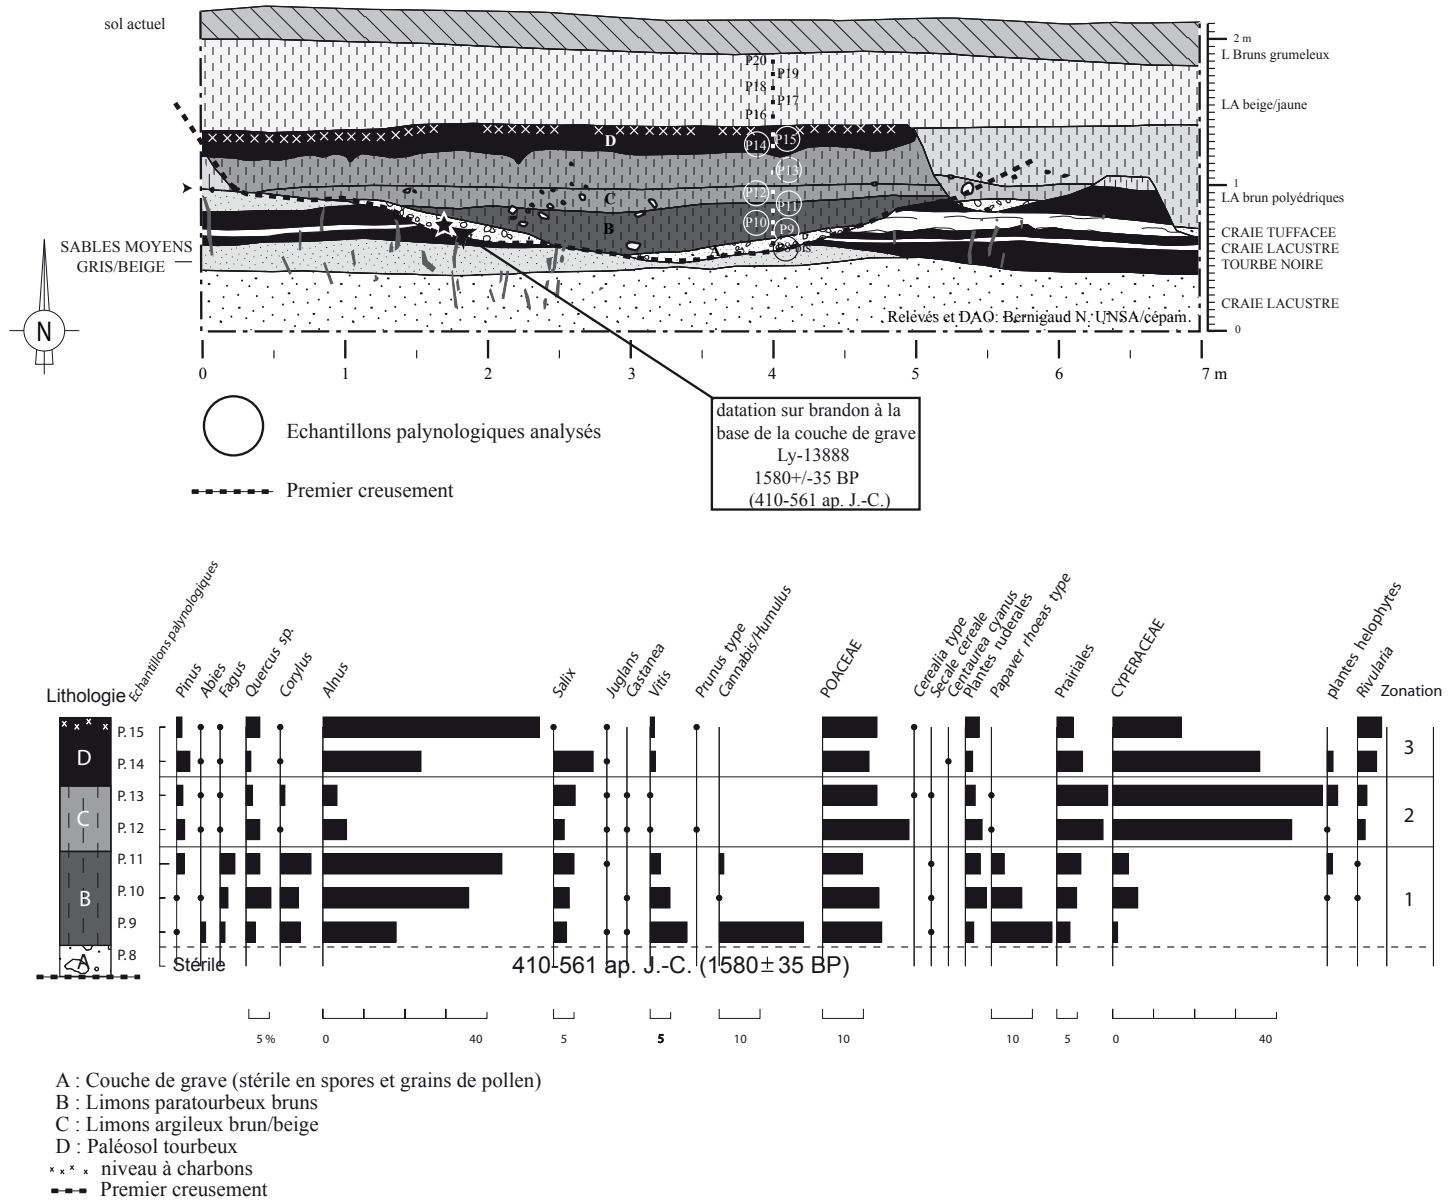 sol actuel
2 m
L Bruns grumeleux
P20
P19
P18
P17
P16
LA beige/jaune
D
P14
P15
P13
1
C
P12
P11
LA brun polyédriques
B
P10
P9
A
CRAIE TUFFACEE
SABLES MOYENS
GRIS/BEIGE
CRAIE LACUSTRE
TOURBE NOIRE
CRAIE LACUSTRE
Relevés et DAO: Bernigaud N. UNSA/cépam.
0
N
0 1 2 3 4 5 6 7 m
Echantillons palynologiques analysés
Premier creusement
datation sur brandon à la
base de la couche de grave
Ly-13888
1580+/-35 BP
(410-561 ap. J.-C.)
Lithologie
Echantillons palynologiques
Pinus
Abies
Fagus
Quercus sp.
Corylus
Alnus
Salix
Juglans
Castanea
Vitis
Prunus type
Cannabis/Humulus
POACEAE
Cerealia type
Secale cereale
Centaurea cyanus
Plantes ruderales
Papaver rhoeas type
Prairiales
CYPERACEAE
plantes helophytes
Rivularia
Zonation
P.15
D
P.14
3
P.13
C
P.12
2
P.11
B
P.10
1
P.9
A
P.8
Stérile
410-561 ap. J.-C. (1580±35 BP)
5 % 0 40 5 5 10 10 10 5 0 40
A : Couche de grave (stérile en spores et grains de pollen)
B : Limons paratourbeux bruns
C : Limons argileux brun/beige
D : Paléosol tourbeux
niveau à charbons
Premier creusement